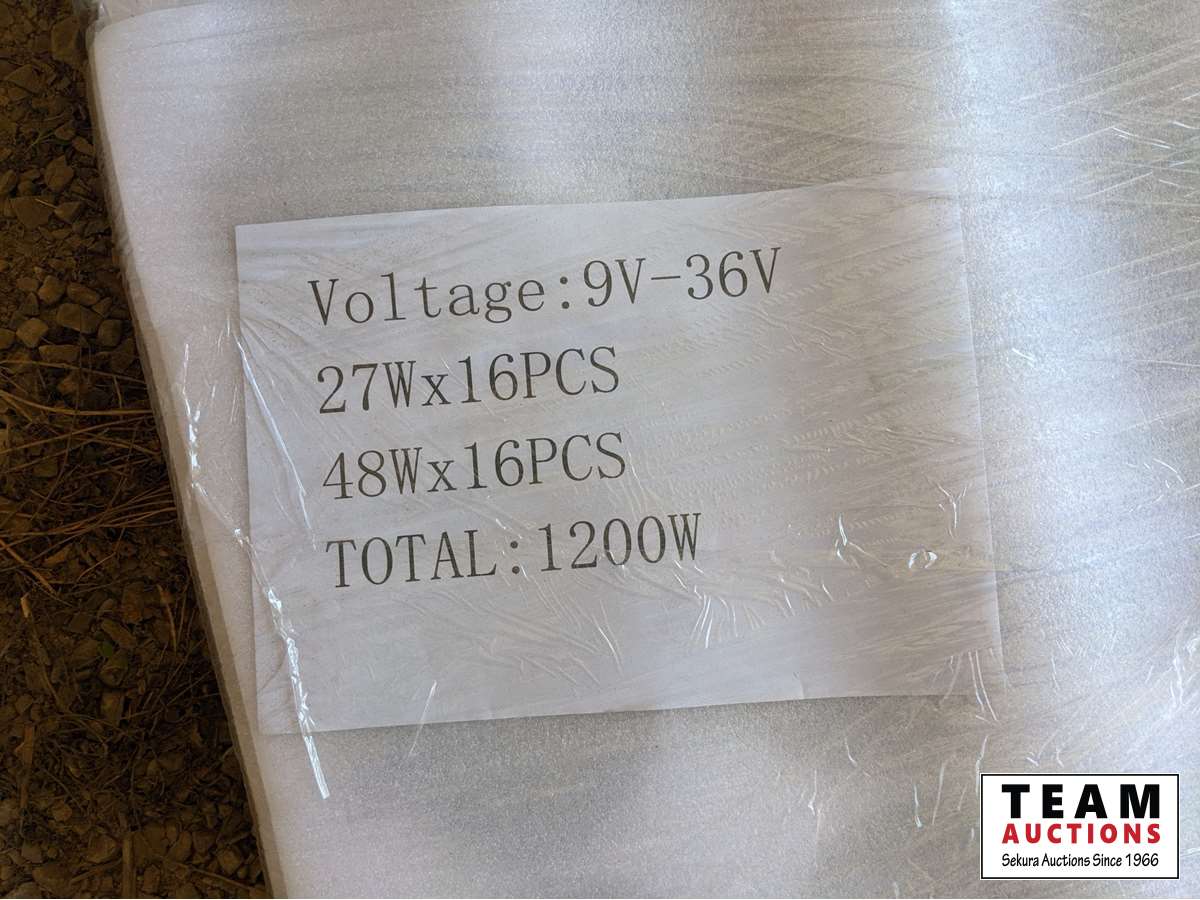 Voltage:9V-36V
27Wx16PCS
48Wx16PCS
TOTAL:1200W
TEAM
AUCTIONS
Sekura Auctions Since 1966